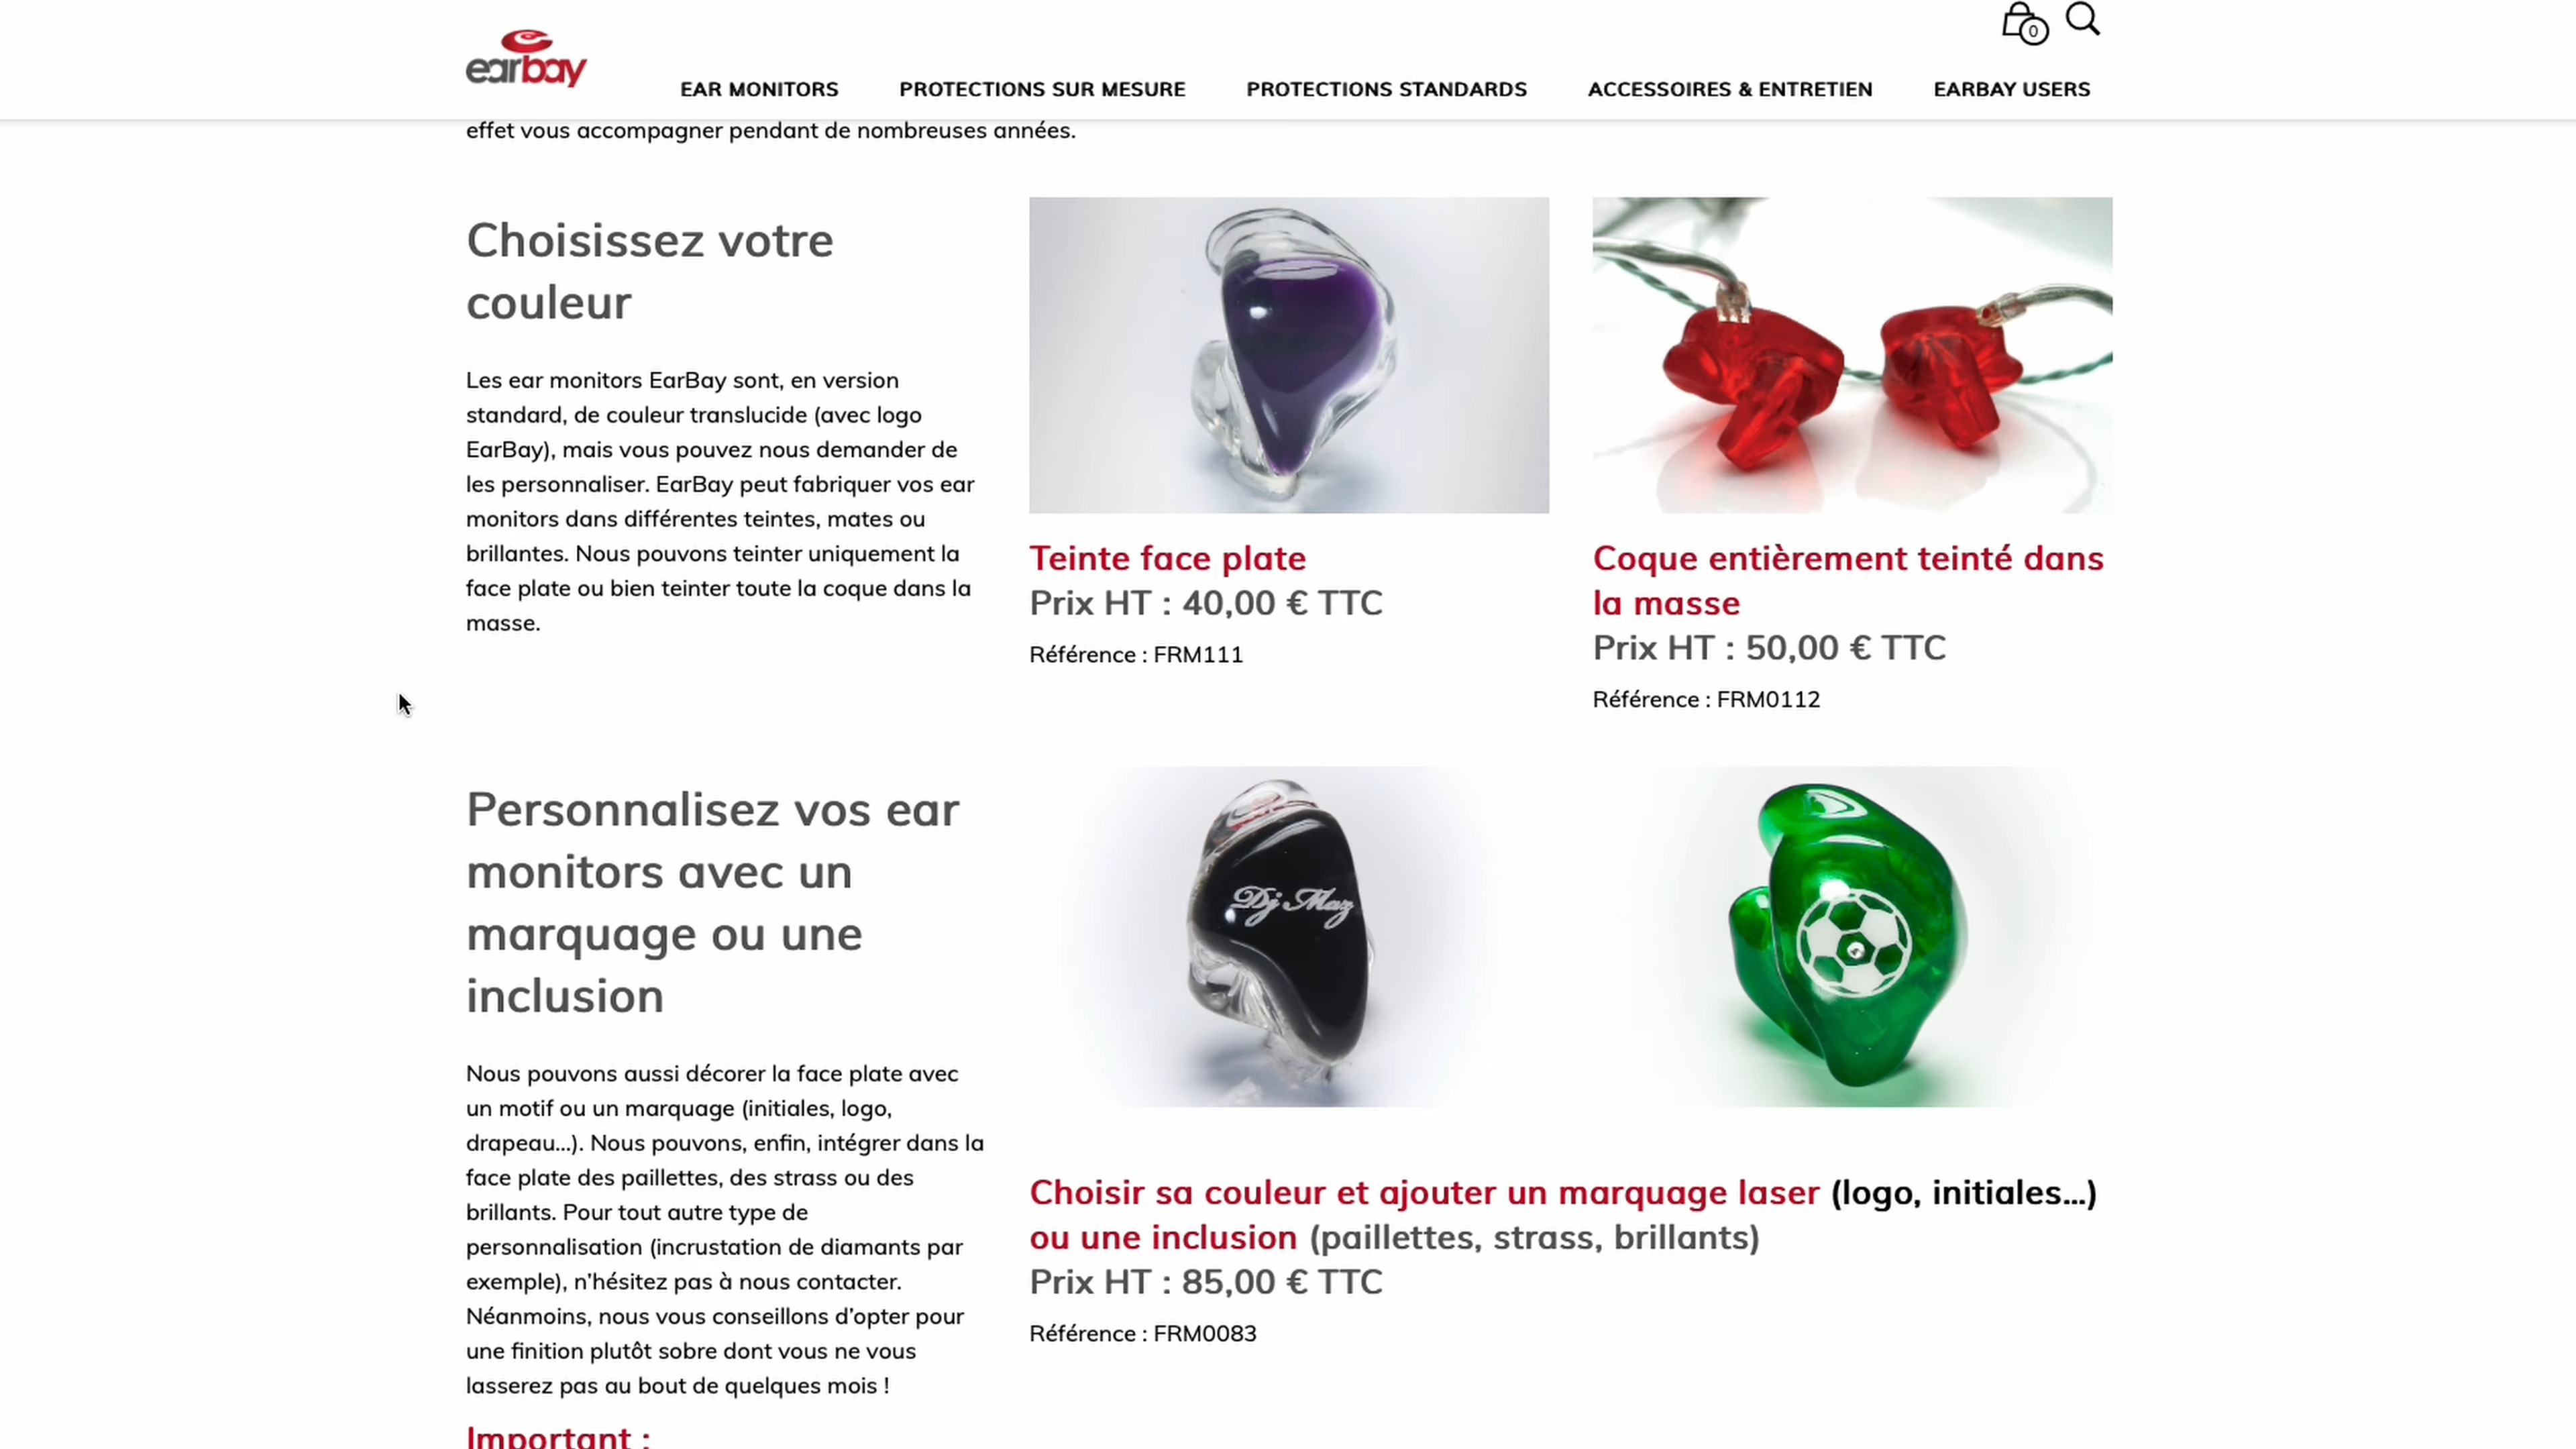 earbay
0
EAR MONITORS
PROTECTIONS SUR MESURE
PROTECTIONS STANDARDS
ACCESSOIRES & ENTRETIEN
EARBAY USERS
effet vous accompagner pendant de nombreuses années.
Choisissez votre
couleur
Les ear monitors EarBay sont, en version
standard, de couleur translucide (avec logo
EarBay), mais vous pouvez nous demander de
les personnaliser. EarBay peut fabriquer vos ear
monitors dans différentes teintes, mates ou
brillantes. Nous pouvons teinter uniquement la
face plate ou bien teinter toute la coque dans la
masse.
Teinte face plate
Prix HT : 40,00 € TTC
Référence : FRM111
Coque entièrement teinté dans
la masse
Prix HT : 50,00 € TTC
Référence : FRM0112
Personnalisez vos ear
monitors avec un
marquage ou une
inclusion
Nous pouvons aussi décorer la face plate avec
un motif ou un marquage (initiales, logo,
drapeau...). Nous pouvons, enfin, intégrer dans la
face plate des paillettes, des strass ou des
brillants. Pour tout autre type de
personnalisation (incrustation de diamants par
exemple), n'hésitez pas à nous contacter.
Néanmoins, nous vous conseillons d'opter pour
une finition plutôt sobre dont vous ne vous
lasserez pas au bout de quelques mois !
Important :
Dj Maz
Choisir sa couleur et ajouter un marquage laser (logo, initiales...)
ou une inclusion (paillettes, strass, brillants)
Prix HT : 85,00 € TTC
Référence : FRM0083